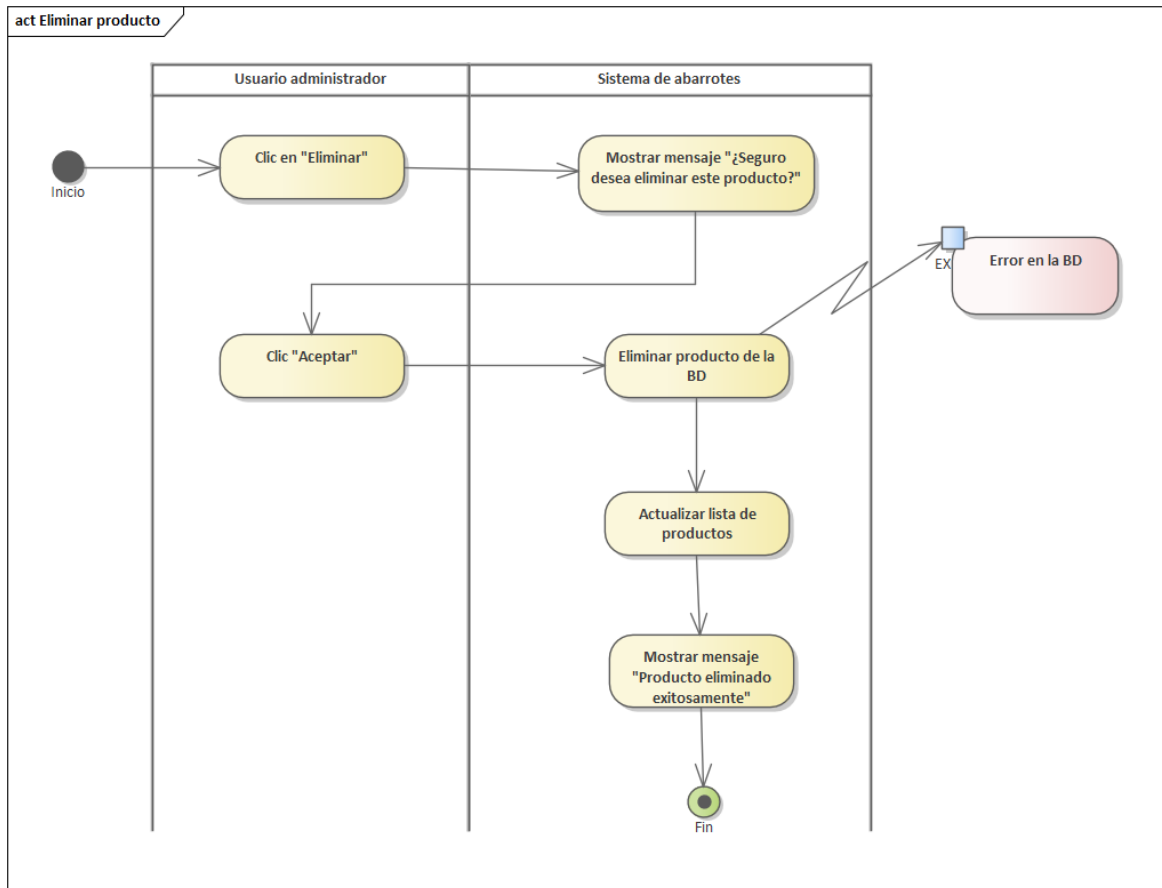 act Eliminar producto
Usuario administrador
Sistema de abarrotes
Inicio
Clic en "Eliminar"
Mostrar mensaje "¿Seguro
desea eliminar este producto?"
EX
Error en la BD
Clic "Aceptar"
Eliminar producto de la
BD
Actualizar lista de
productos
Mostrar mensaje
"Producto eliminado
exitosamente"
Fin